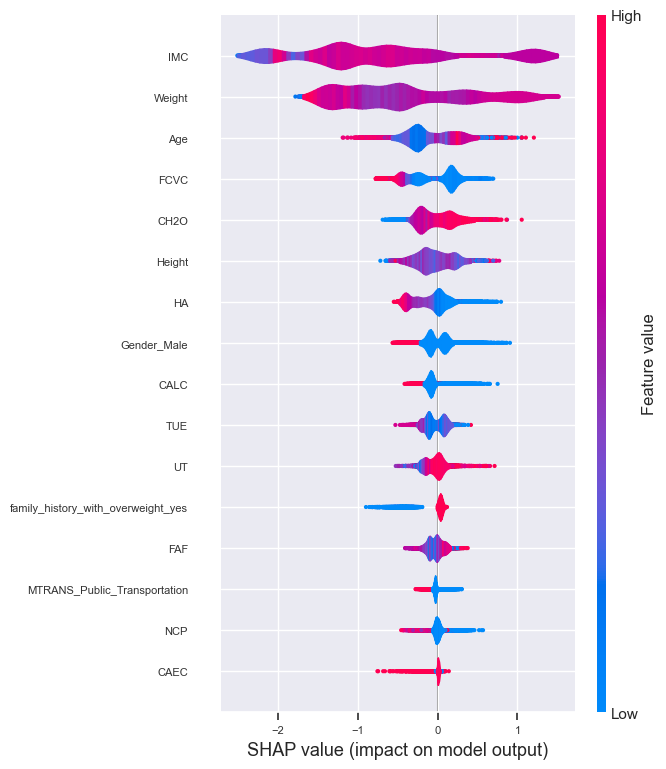 High
IMC
Weight
Age
FCVC
CH2O
Height
HA
Gender_Male
CALC
TUE
UT
family_history_with_overweight_yes
FAF
MTRANS_Public_Transportation
NCP
CAEC
Feature value
Low
−2 −1 0 1
SHAP value (impact on model output)